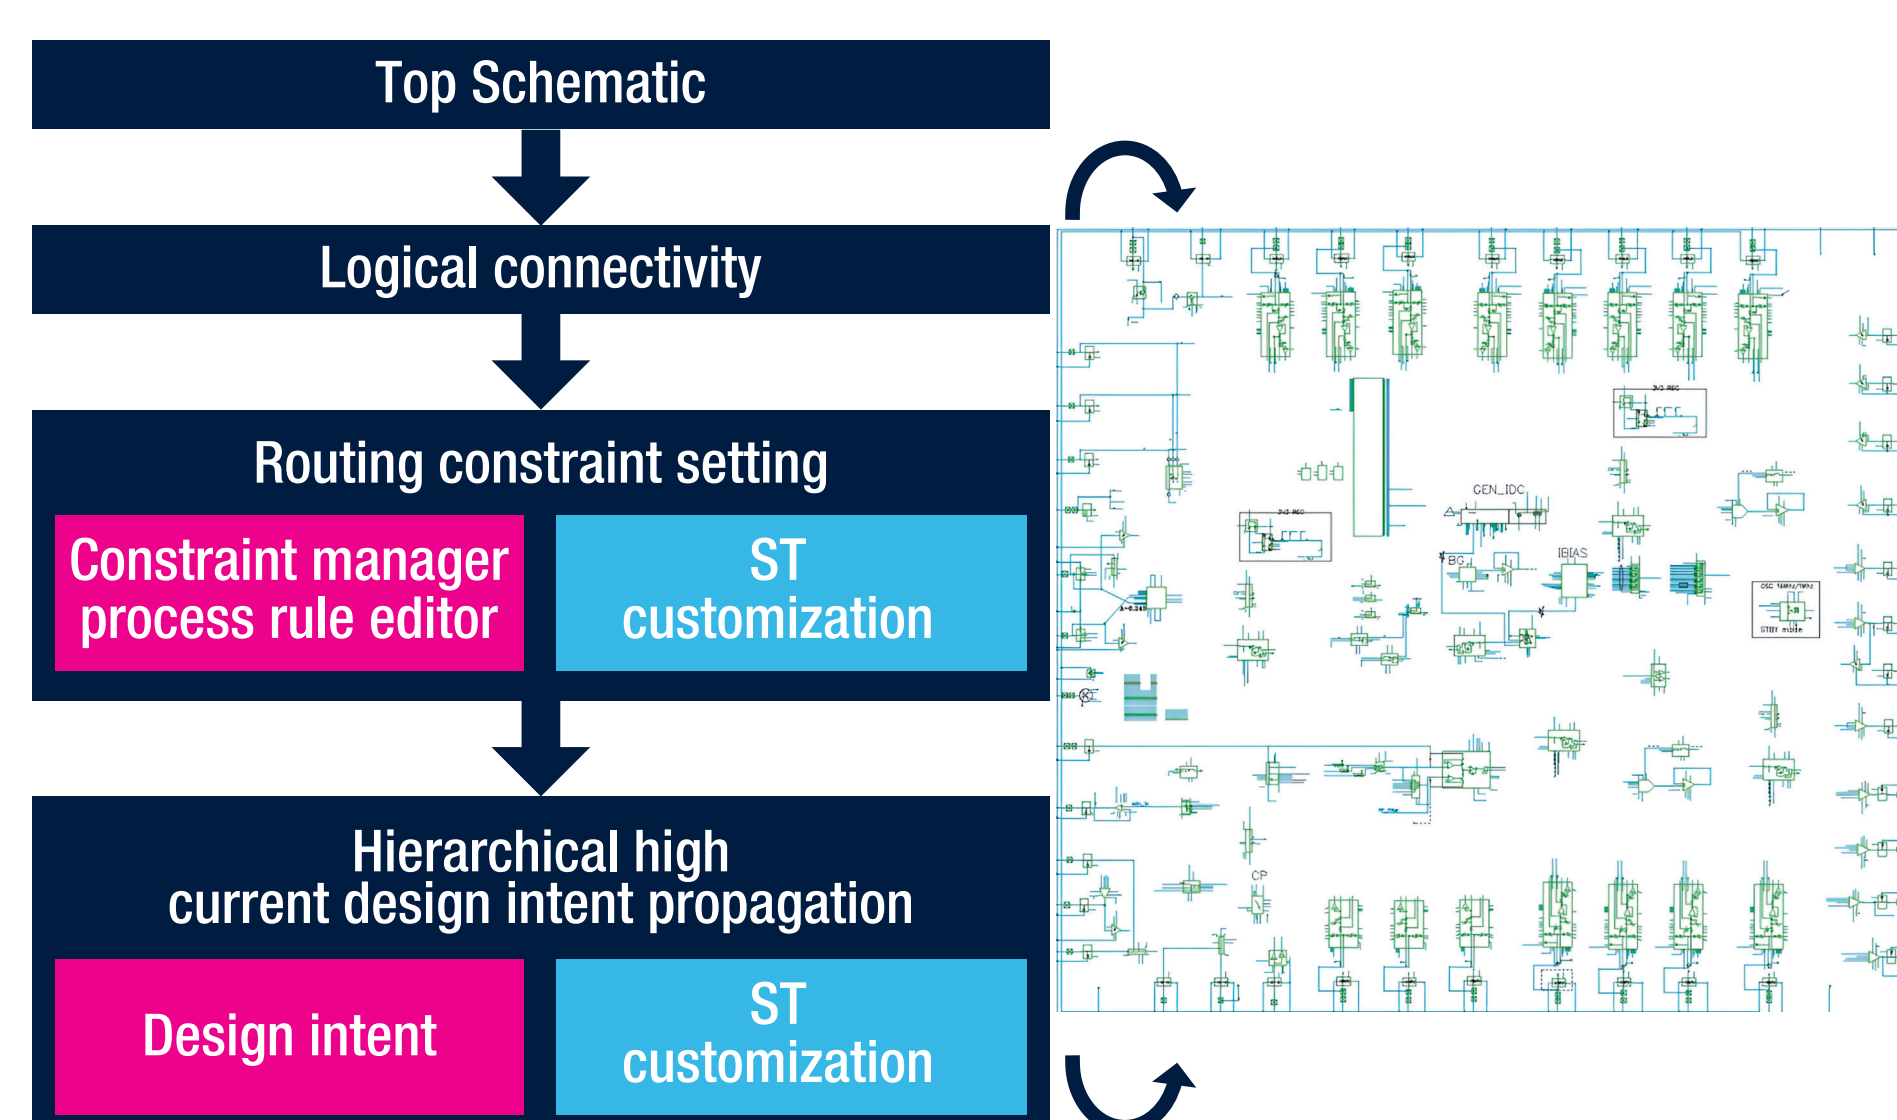 Top Schematic
Logical connectivity
Routing constraint setting
Constraint manager
process rule editor
ST
customization
Hierarchical high
current design intent propagation
Design intent
ST
customization
GEN_IDC
BG
IBIAS
CP